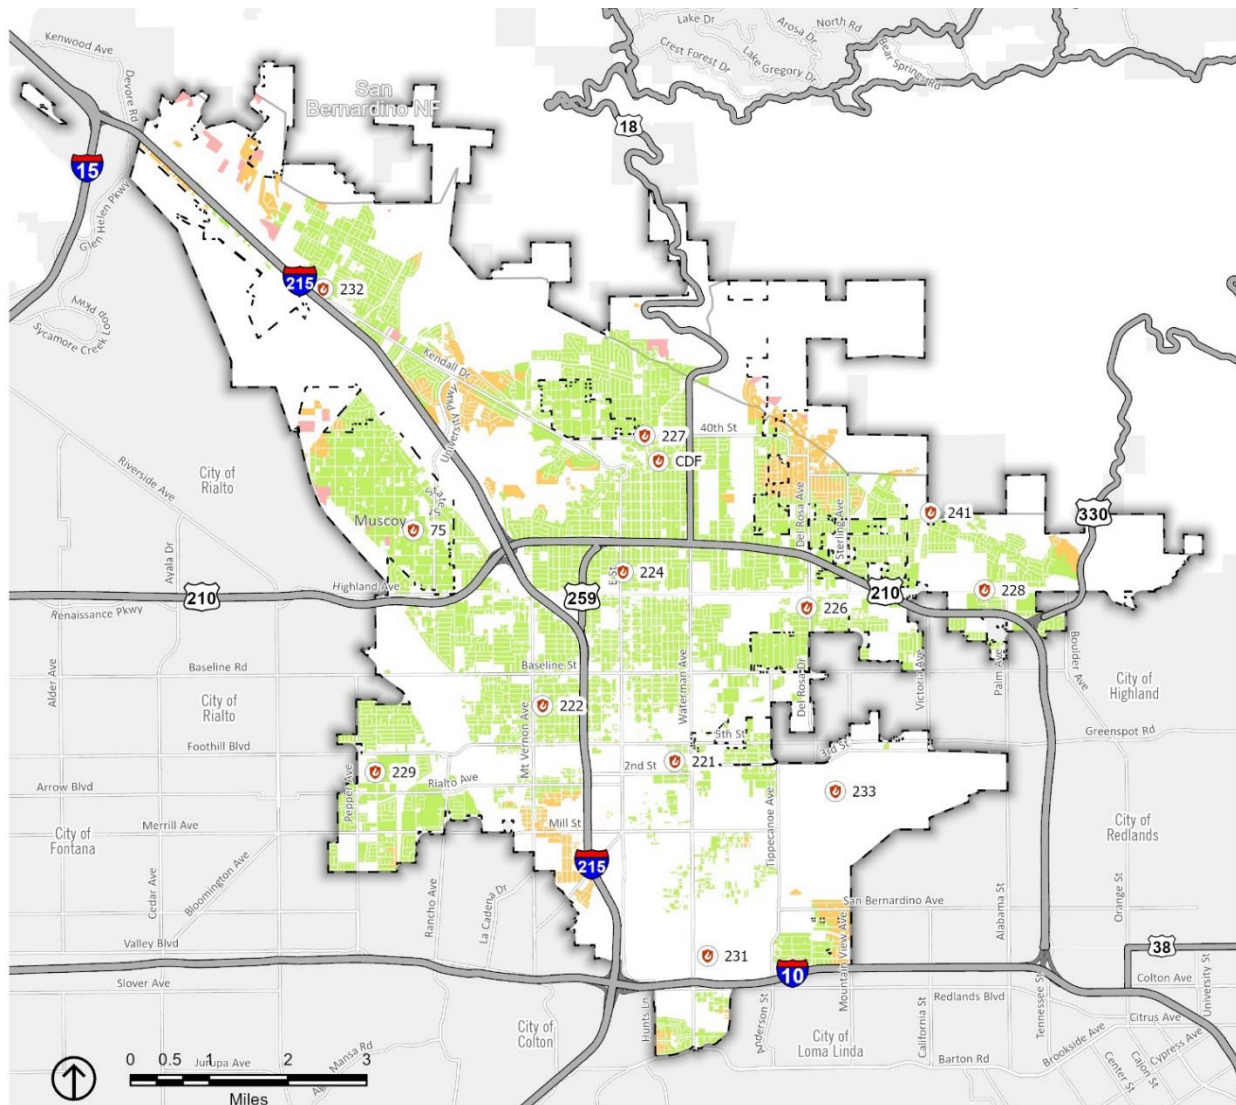 Kenwood Ave
Devore Rd
Lake Dr
Arosa Dr
North Rd
Crest Forest Dr
Lake Gregory Dr
Bear Springs Rd
San
Bernardino NF
18
15
Glen Helen Pkwy
Sycamore Creek Loop Pkwy
215
232
Kendall Dr
University Pkwy
227
40th St
CDF
City of
Rialto
Riverside Ave
State St
Muscoy
75
Del Rosa Ave
Sterling Ave
241
330
Ayala Dr
Highland Ave
210
Renaissance Pkwy
E St
224
259
226
210
228
Alder Ave
Baseline Rd
Baseline St
Waterman Ave
Del Rosa Dr
Victoria Ave
Palm Ave
Boulder Ave
City of
Highland
City of
Rialto
222
Mt Vernon Ave
Foothill Blvd
5th St
3rd St
Greenspot Rd
229
Pepper Ave
Rialto Ave
2nd St
221
233
Arrow Blvd
Merrill Ave
Mill St
Tippecanoe Ave
City of
Fontana
City of
Redlands
Cedar Ave
Bloomington Ave
Rancho Ave
La Cadena Dr
215
San Bernardino Ave
Alabama St
Orange St
Valley Blvd
231
Mountain View Ave
38
10
Slover Ave
Colton Ave
University St
Hunts Ln
Anderson St
Redlands Blvd
California St
Tennessee St
Citrus Ave
City of
Colton
City of
Loma Linda
Brookside Ave
Cypress Ave
Cajon St
Center St
Barton Rd
Jurupa Ave
Mansa Rd
0 0.5 1 2 3
Miles